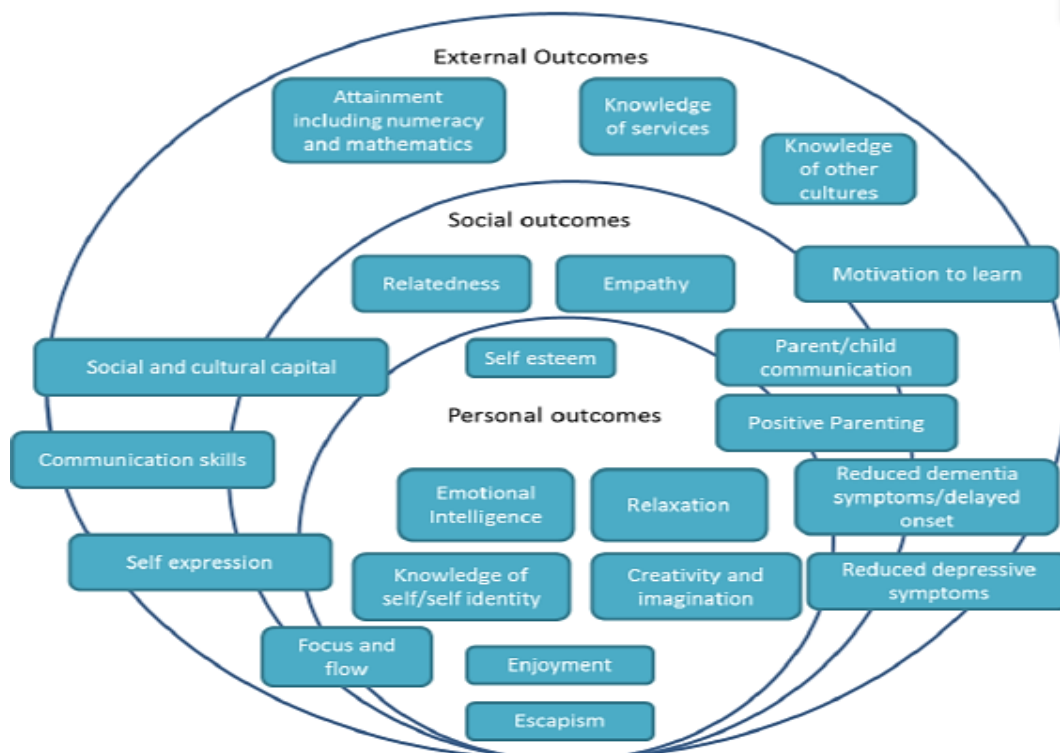 External Outcomes
Attainment
including numeracy
and mathematics
Knowledge
of services
Knowledge
of other
cultures
Social outcomes
Relatedness
Empathy
Motivation to learn
Social and cultural capital
Self esteem
Parent/child
communication
Personal outcomes
Positive Parenting
Communication skills
Emotional
Intelligence
Relaxation
Reduced dementia
symptoms/delayed
onset
Self expression
Knowledge of
self/self identity
Creativity and
imagination
Reduced depressive
symptoms
Focus and
flow
Enjoyment
Escapism